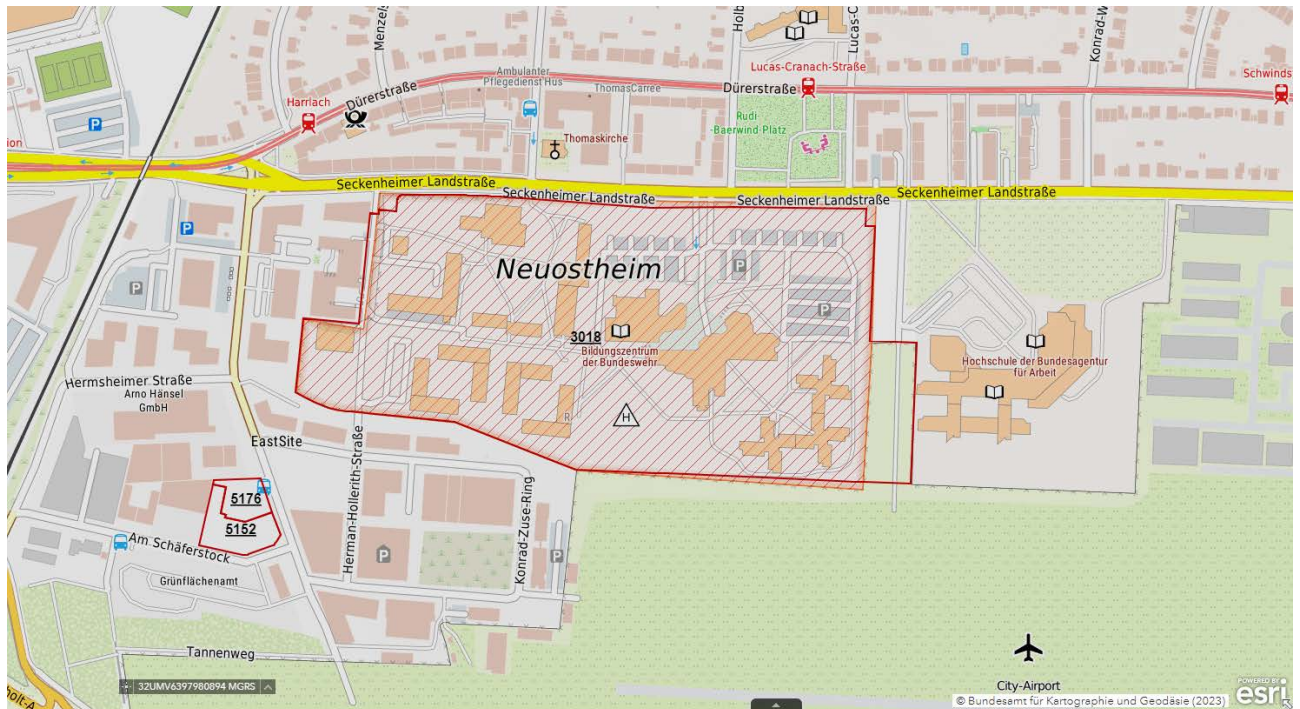 Menzels
Holb
Lucas-C
Konrad-W
Lucas-Cranach-Straße
Schwinds
Ambulanter
Pflegedienst Hus
ThomasCarree
Dürerstraße
Dürerstraße
Harrlach
P
Rudi
-Baerwind-Platz
Thomaskirche
ion
Seckenheimer Landstraße
Seckenheimer Landstraße
Seckenheimer Landstraße
Seckenheimer Landstraße
P
Neuostheim
P
P
P
3018
Bildungszentrum
der Bundeswehr
Hochschule der Bundesagentur
für Arbeit
Hermsheimer Straße
Arno Hänsel
GmbH
R
H
EastSite
Herman-Hollerith-Straße
Konrad-Zuse-Ring
5176
5152
Am Schäferstock
P
P
Grünflächenamt
Tannenweg
32UMV6397980894 MGRS
City-Airport
holt-A
© Bundesamt für Kartographie und Geodäsie (2023)
POWERED BY
esri